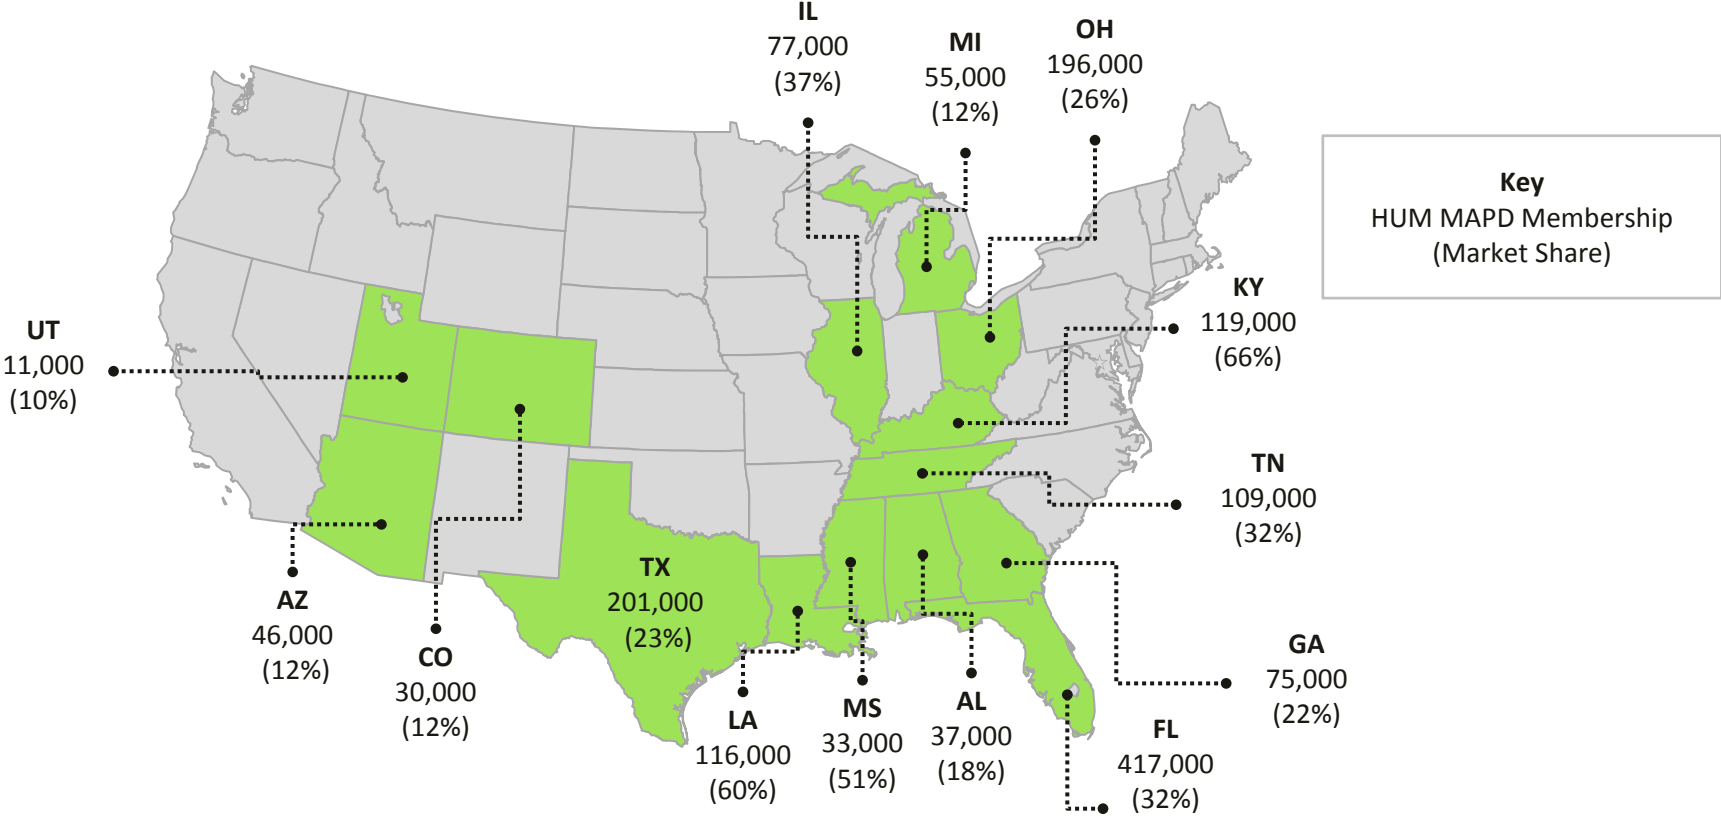 IL
77,000
(37%)
MI
55,000
(12%)
OH
196,000
(26%)
Key
HUM MAPD Membership
(Market Share)
KY
119,000
(66%)
UT
11,000
(10%)
TN
109,000
(32%)
TX
201,000
(23%)
AZ
46,000
(12%)
CO
30,000
(12%)
GA
75,000
(22%)
LA
116,000
(60%)
MS
33,000
(51%)
AL
37,000
(18%)
FL
417,000
(32%)